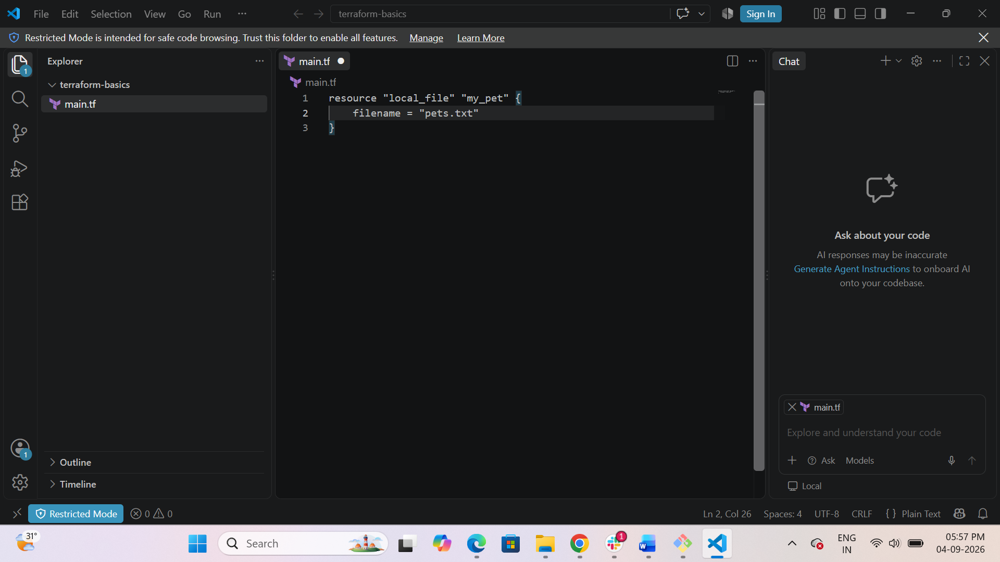 File Edit Selection View Go Run ···
terraform-basics
Sign In
Restricted Mode is intended for safe code browsing. Trust this folder to enable all features. Manage Learn More
1
Explorer
terraform-basics
main.tf
main.tf
main.tf
1 resource "local_file" "my_pet" {
2 filename = "pets.txt"
3 }
Chat
Ask about your code
AI responses may be inaccurate
Generate Agent Instructions to onboard AI
onto your codebase.
main.tf
Explore and understand your code
Ask Models
Local
1
Outline
Timeline
Restricted Mode 0 0
Ln 2, Col 26 Spaces: 4 UTF-8 CRLF { } Plain Text
31°
Search
1
ENG
IN
05:57 PM
04-09-2026